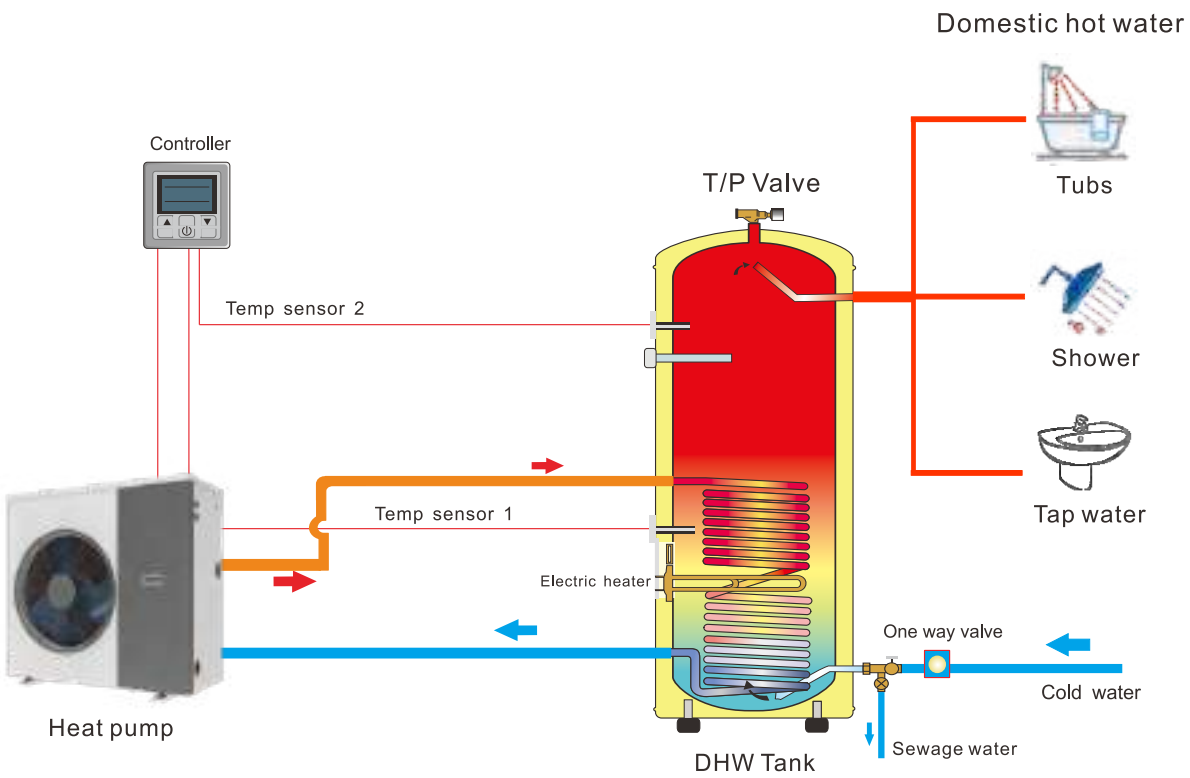 Domestic hot water
Controller
T/P Valve
Tubs
Temp sensor 2
Shower
Temp sensor 1
Tap water
Electric heater
One way valve
Cold water
Heat pump
Sewage water
DHW Tank